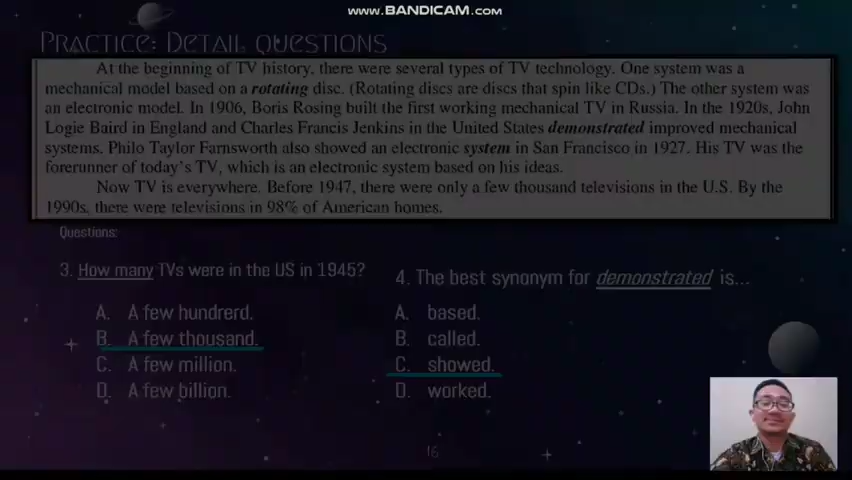 www.BANDICAM.com
PRACTICE: DETAIL QUESTIONS
At the beginning of TV history, there were several types of TV technology. One system was a
mechanical model based on a rotating disc. (Rotating discs are discs that spin like CDs.) The other system was
an electronic model. In 1906, Boris Rosing built the first working mechanical TV in Russia. In the 1920s, John
Logie Baird in England and Charles Francis Jenkins in the United States demonstrated improved mechanical
systems. Philo Taylor Farnsworth also showed an electronic system in San Francisco in 1927. His TV was the
forerunner of today's TV, which is an electronic system based on his ideas.
Now TV is everywhere. Before 1947, there were only a few thousand televisions in the U.S. By the
1990s, there were televisions in 98% of American homes.
Questions:
3. How many TVs were in the US in 1945?
A. A few hundrerd.
B. A few thousand.
C. A few million.
D. A few billion.
4. The best synonym for demonstrated is...
A. based.
B. called.
C. showed.
D. worked.
16